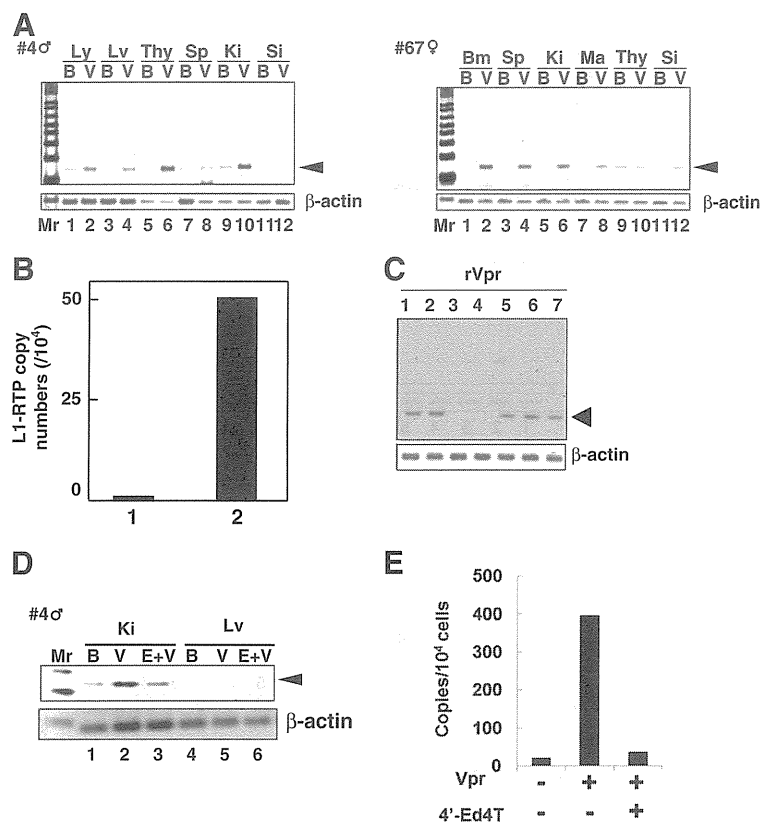 A
#4♂
Ly Lv Thy Sp Ki Si
B V B V B V B V B V B V
β-actin
Mr 1 2 3 4 5 6 7 8 9 10 11 12
#67♀
Bm Sp Ki Ma Thy Si
B V B V B V B V B V B V
β-actin
Mr 1 2 3 4 5 6 7 8 9 10 11 12
B
L1-RTP copy
numbers (/10⁴)
50
25
0
1 2
C
rVpr
1 2 3 4 5 6 7
β-actin
D
#4♂
Ki Lv
Mr B V E+V B V E+V
β-actin
1 2 3 4 5 6
E
Copies/10⁴ cells
500
400
300
200
100
0
Vpr - + +
4'-Ed4T - - +